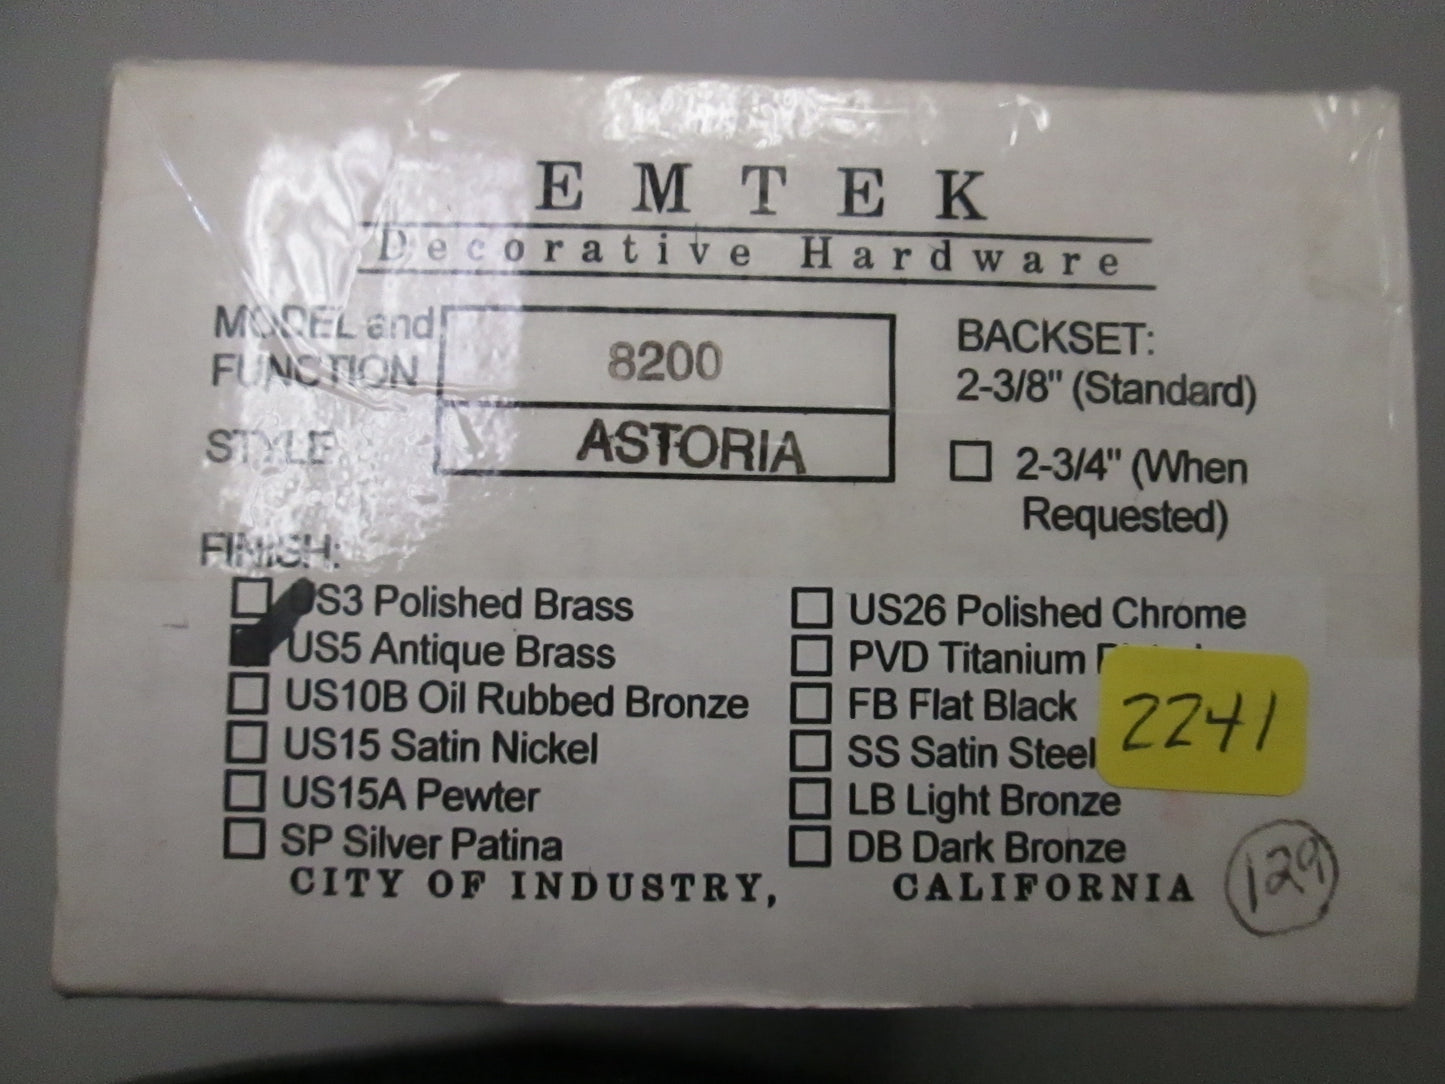 EMTEK
Decorative Hardware
MODEL and
FUNCTION
8200
STYLE
ASTORIA
BACKSET:
2-3/8" (Standard)
2-3/4" (When
Requested)
FINISH:
US3 Polished Brass
US5 Antique Brass
US10B Oil Rubbed Bronze
US15 Satin Nickel
US15A Pewter
SP Silver Patina
US26 Polished Chrome
PVD Titanium
FB Flat Black
SS Satin Steel
LB Light Bronze
DB Dark Bronze
2241
CITY OF INDUSTRY, CALIFORNIA
129